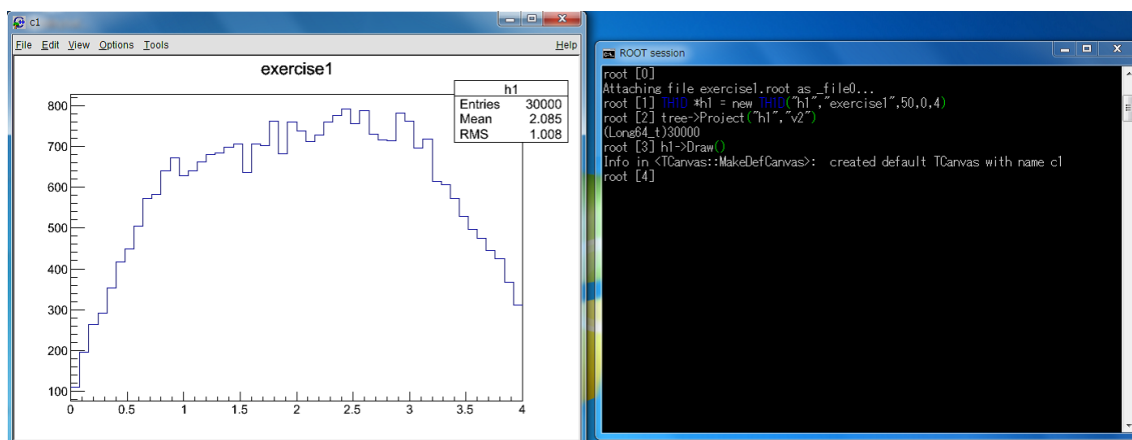 c1
File Edit View Options Tools Help
exercise1
h1
Entries 30000
Mean 2.085
RMS 1.008
800
700
600
500
400
300
200
100
0 0.5 1 1.5 2 2.5 3 3.5 4
ROOT session
root [0]
Attaching file exercise1.root as _file0...
root [1] TH1D *h1 = new TH1D("h1","exercise1",50,0,4)
root [2] tree->Project("h1","v2")
(Long64_t)30000
root [3] h1->Draw()
Info in <TCanvas::MakeDefCanvas>:  created default TCanvas with name c1
root [4]